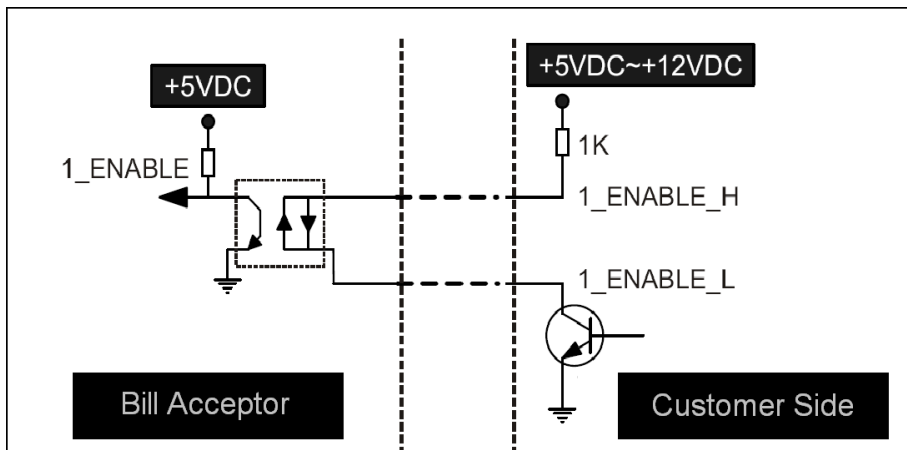 +5VDC
+5VDC~+12VDC
1K
1_ENABLE
1_ENABLE_H
1_ENABLE_L
Bill Acceptor
Customer Side